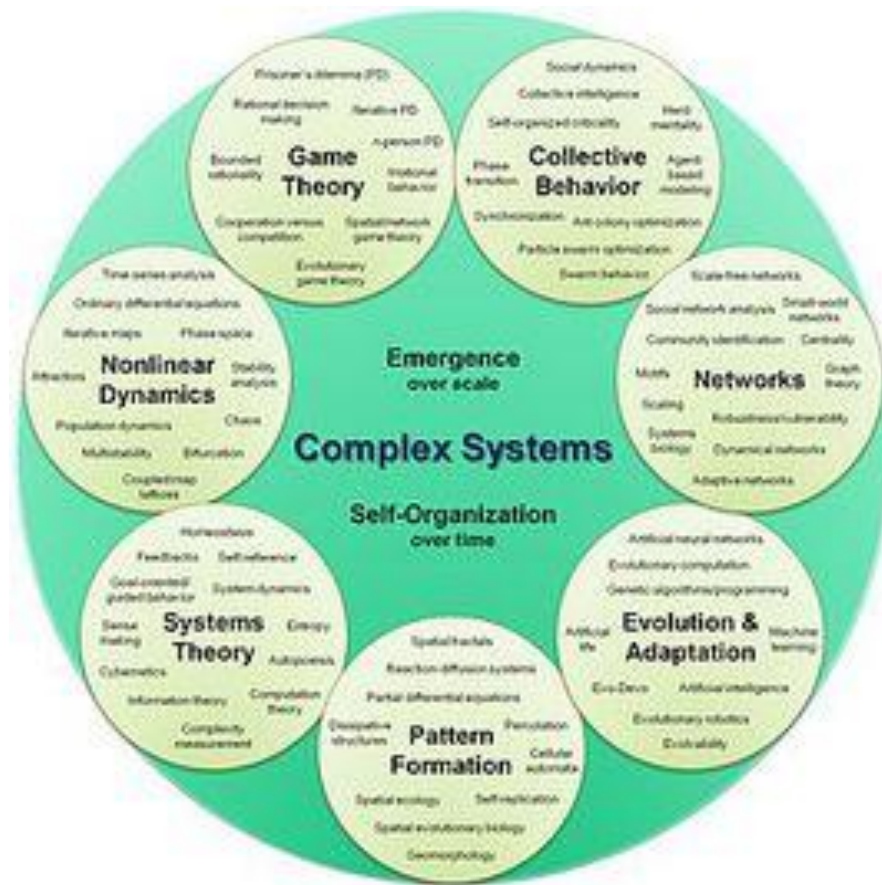 Prisoner's dilemma (PD)
Rational decision
making
Iterative PD
n-person PD
Game
Theory
Bounded
rationality
Irrational
behavior
Cooperation versus
competition
Spatial/network
game theory
Evolutionary
game theory
Social dynamics
Collective intelligence
Herd
mentality
Self-organized criticality
Phase
transition
Collective
Behavior
Agent-
based
modeling
Synchronization
Ant colony optimization
Particle swarm optimization
Swarm behavior
Time series analysis
Ordinary differential equations
Iterative maps
Phase space
Attractors
Nonlinear
Dynamics
Stability
analysis
Population dynamics
Chaos
Multistability
Bifurcation
Coupled map
lattices
Emergence
over scale
Complex Systems
Self-Organization
over time
Scale-free networks
Social network analysis
Small-world
networks
Community identification
Centrality
Motifs
Networks
Graph
theory
Scaling
Robustness/vulnerability
Systems
biology
Dynamical networks
Adaptive networks
Homeostasis
Feedbacks
Self-reference
Goal-oriented/
guided behavior
System dynamics
Sense
making
Systems
Theory
Entropy
Cybernetics
Autopoiesis
Information theory
Computation
theory
Complexity
measurement
Spatial fractals
Reaction-diffusion systems
Partial differential equations
Dissipative
structures
Pattern
Formation
Percolation
Cellular
automata
Spatial ecology
Self-replication
Spatial evolutionary biology
Geomorphology
Artificial neural networks
Evolutionary computation
Genetic algorithms/programming
Artificial
life
Evolution &
Adaptation
Machine
learning
Evo-Devo
Artificial intelligence
Evolutionary robotics
Evolvability